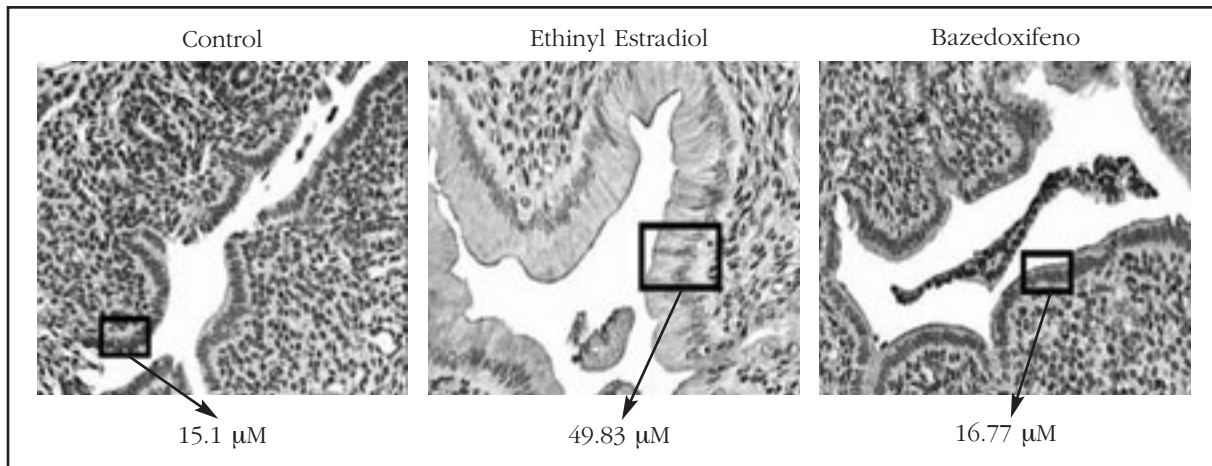 Control
Ethinyl Estradiol
Bazedoxifeno
15.1 µM
49.83 µM
16.77 µM